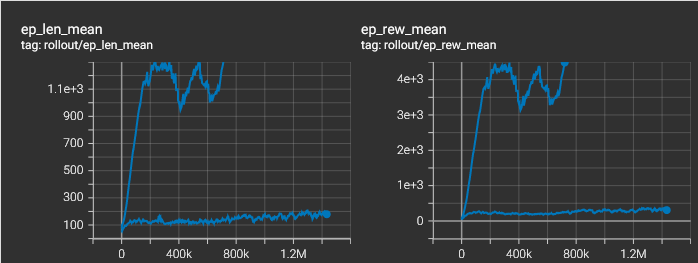 ep_len_mean
tag: rollout/ep_len_mean
1.1e+3
900
700
500
300
100
0
400k
800k
1.2M
ep_rew_mean
tag: rollout/ep_rew_mean
4e+3
3e+3
2e+3
1e+3
0
0
400k
800k
1.2M